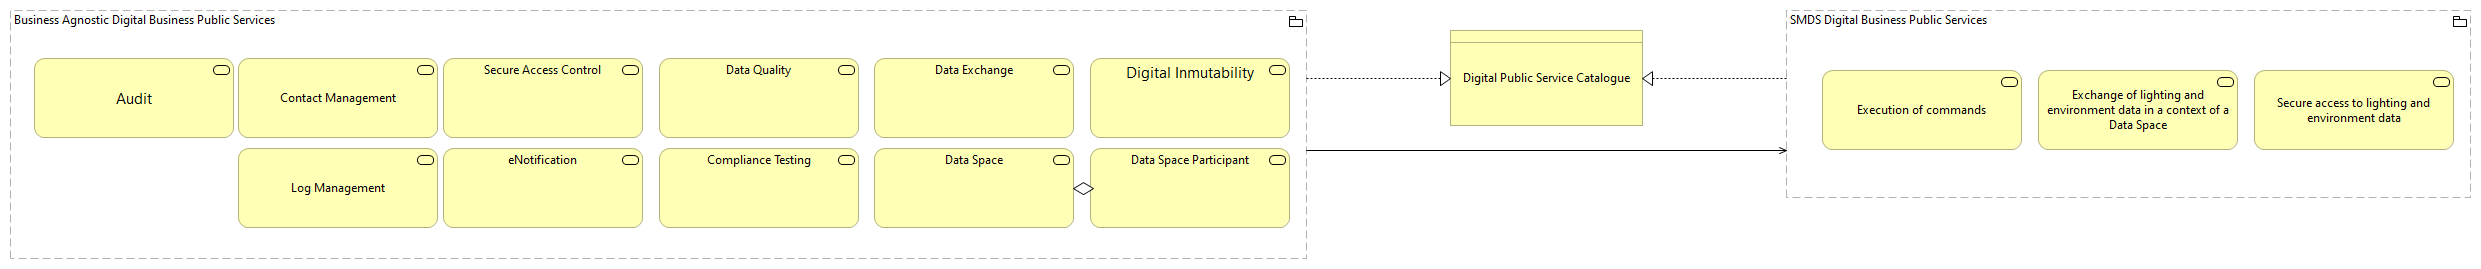 Business Agnostic Digital Business Public Services
Audit
Contact Management
Secure Access Control
Data Quality
Data Exchange
Digital Inmutability
Log Management
eNotification
Compliance Testing
Data Space
Data Space Participant
Digital Public Service Catalogue
SMDS Digital Business Public Services
Execution of commands
Exchange of lighting and
environment data in a context of a
Data Space
Secure access to lighting and
environment data